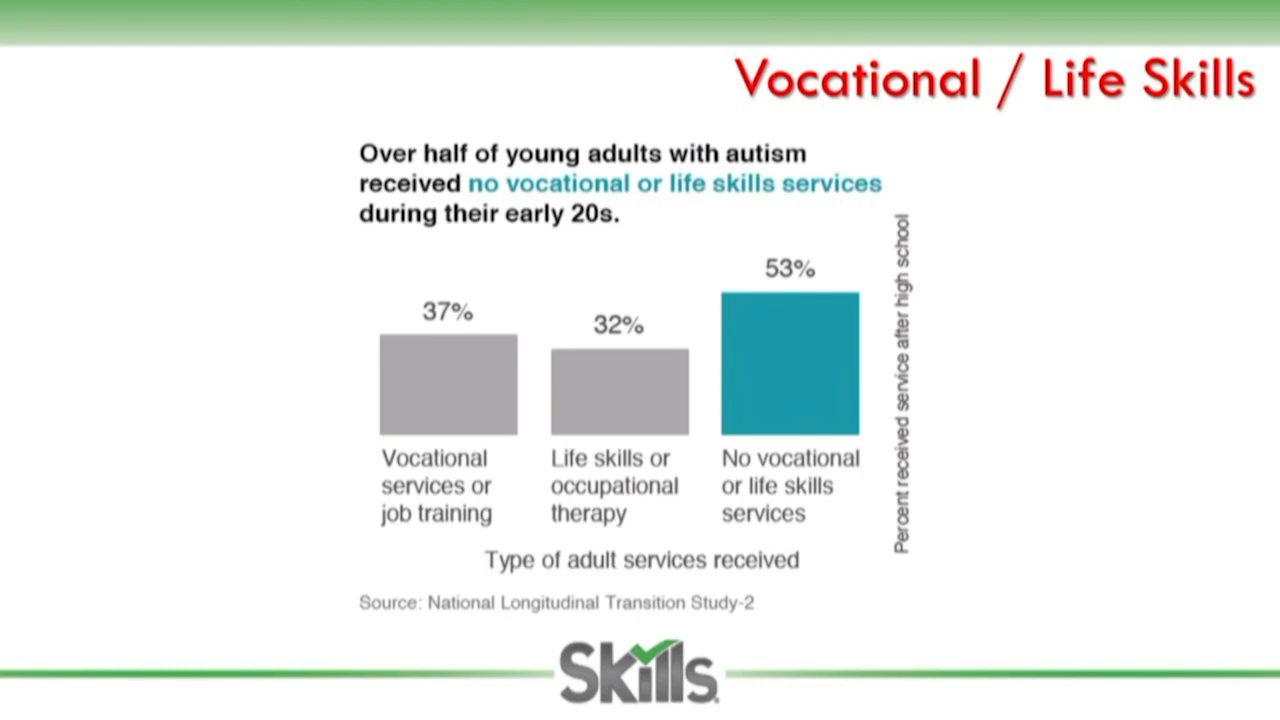 Vocational / Life Skills
Over half of young adults with autism
received no vocational or life skills services
during their early 20s.
37%
32%
53%
Vocational
services or
job training
Life skills or
occupational
therapy
No vocational
or life skills
services
Percent received service after high school
Type of adult services received
Source: National Longitudinal Transition Study-2
Skills